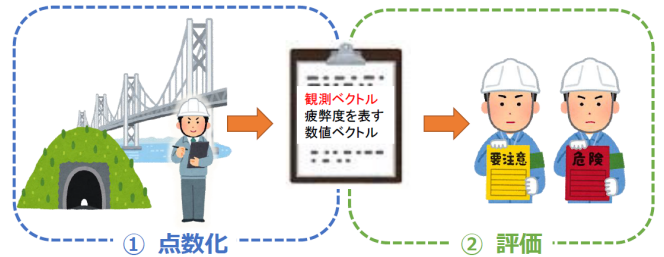 観測ベクトル
疲弊度を表す
数値ベクトル
要注意
危険
① 点数化
② 評価